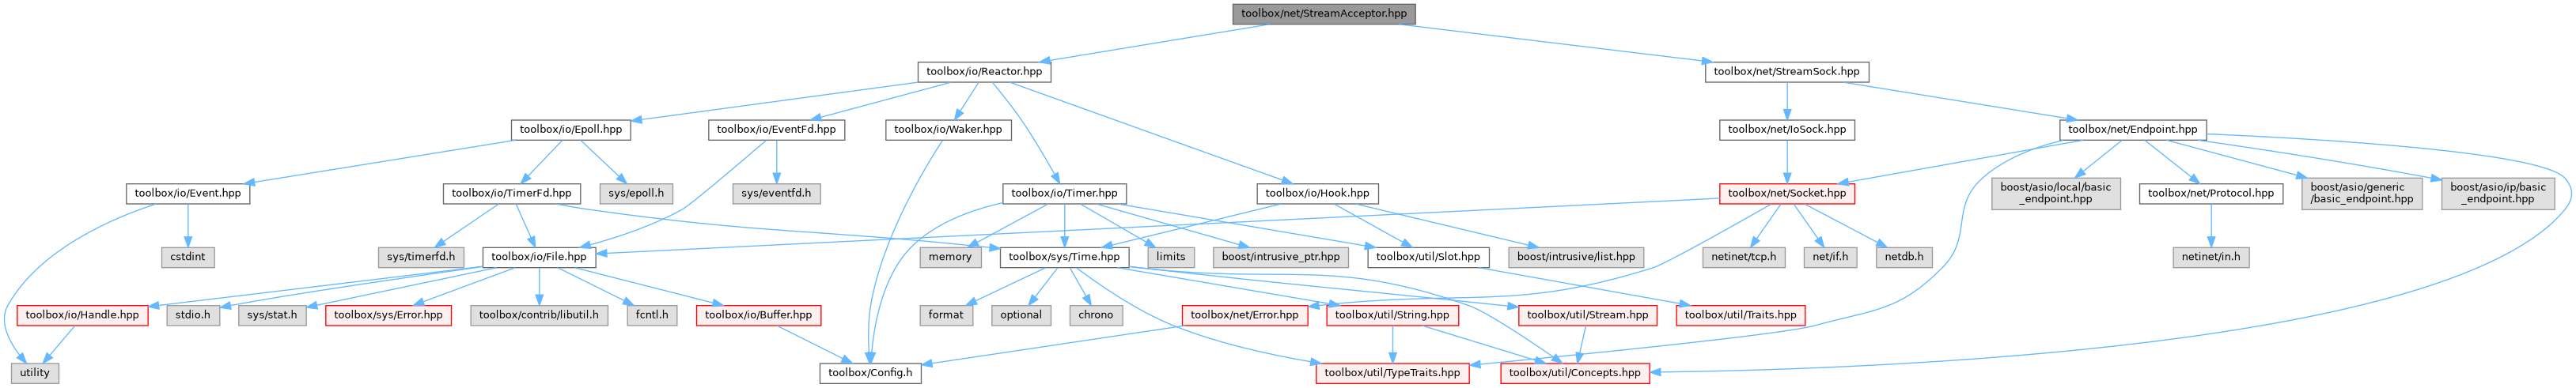 toolbox/net/StreamAcceptor.hpp
toolbox/io/Reactor.hpp
toolbox/net/StreamSock.hpp
toolbox/io/Epoll.hpp
toolbox/io/EventFd.hpp
toolbox/io/Waker.hpp
toolbox/net/IoSock.hpp
toolbox/net/Endpoint.hpp
toolbox/io/Event.hpp
toolbox/io/TimerFd.hpp
sys/epoll.h
sys/eventfd.h
toolbox/io/Timer.hpp
toolbox/io/Hook.hpp
toolbox/net/Socket.hpp
boost/asio/local/basic
_endpoint.hpp
toolbox/net/Protocol.hpp
boost/asio/generic
/basic_endpoint.hpp
boost/asio/ip/basic
_endpoint.hpp
cstdint
sys/timerfd.h
toolbox/io/File.hpp
memory
toolbox/sys/Time.hpp
limits
boost/intrusive_ptr.hpp
toolbox/util/Slot.hpp
boost/intrusive/list.hpp
netinet/tcp.h
net/if.h
netdb.h
netinet/in.h
toolbox/io/Handle.hpp
stdio.h
sys/stat.h
toolbox/sys/Error.hpp
toolbox/contrib/libutil.h
fcntl.h
toolbox/io/Buffer.hpp
format
optional
chrono
toolbox/net/Error.hpp
toolbox/util/String.hpp
toolbox/util/Stream.hpp
toolbox/util/Traits.hpp
utility
toolbox/Config.h
toolbox/util/TypeTraits.hpp
toolbox/util/Concepts.hpp